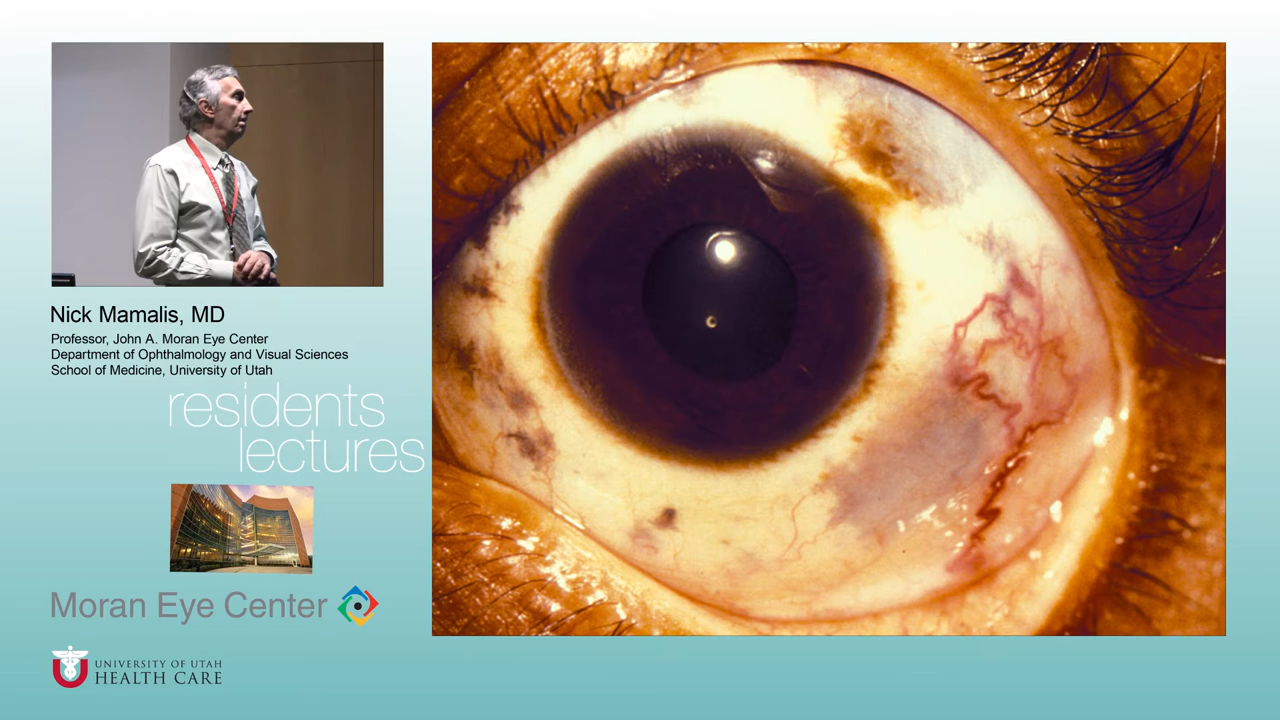 Nick Mamalis, MD
Professor, John A. Moran Eye Center
Department of Ophthalmology and Visual Sciences
School of Medicine, University of Utah
residents
lectures
Moran Eye Center
UNIVERSITY OF UTAH
HEALTH CARE